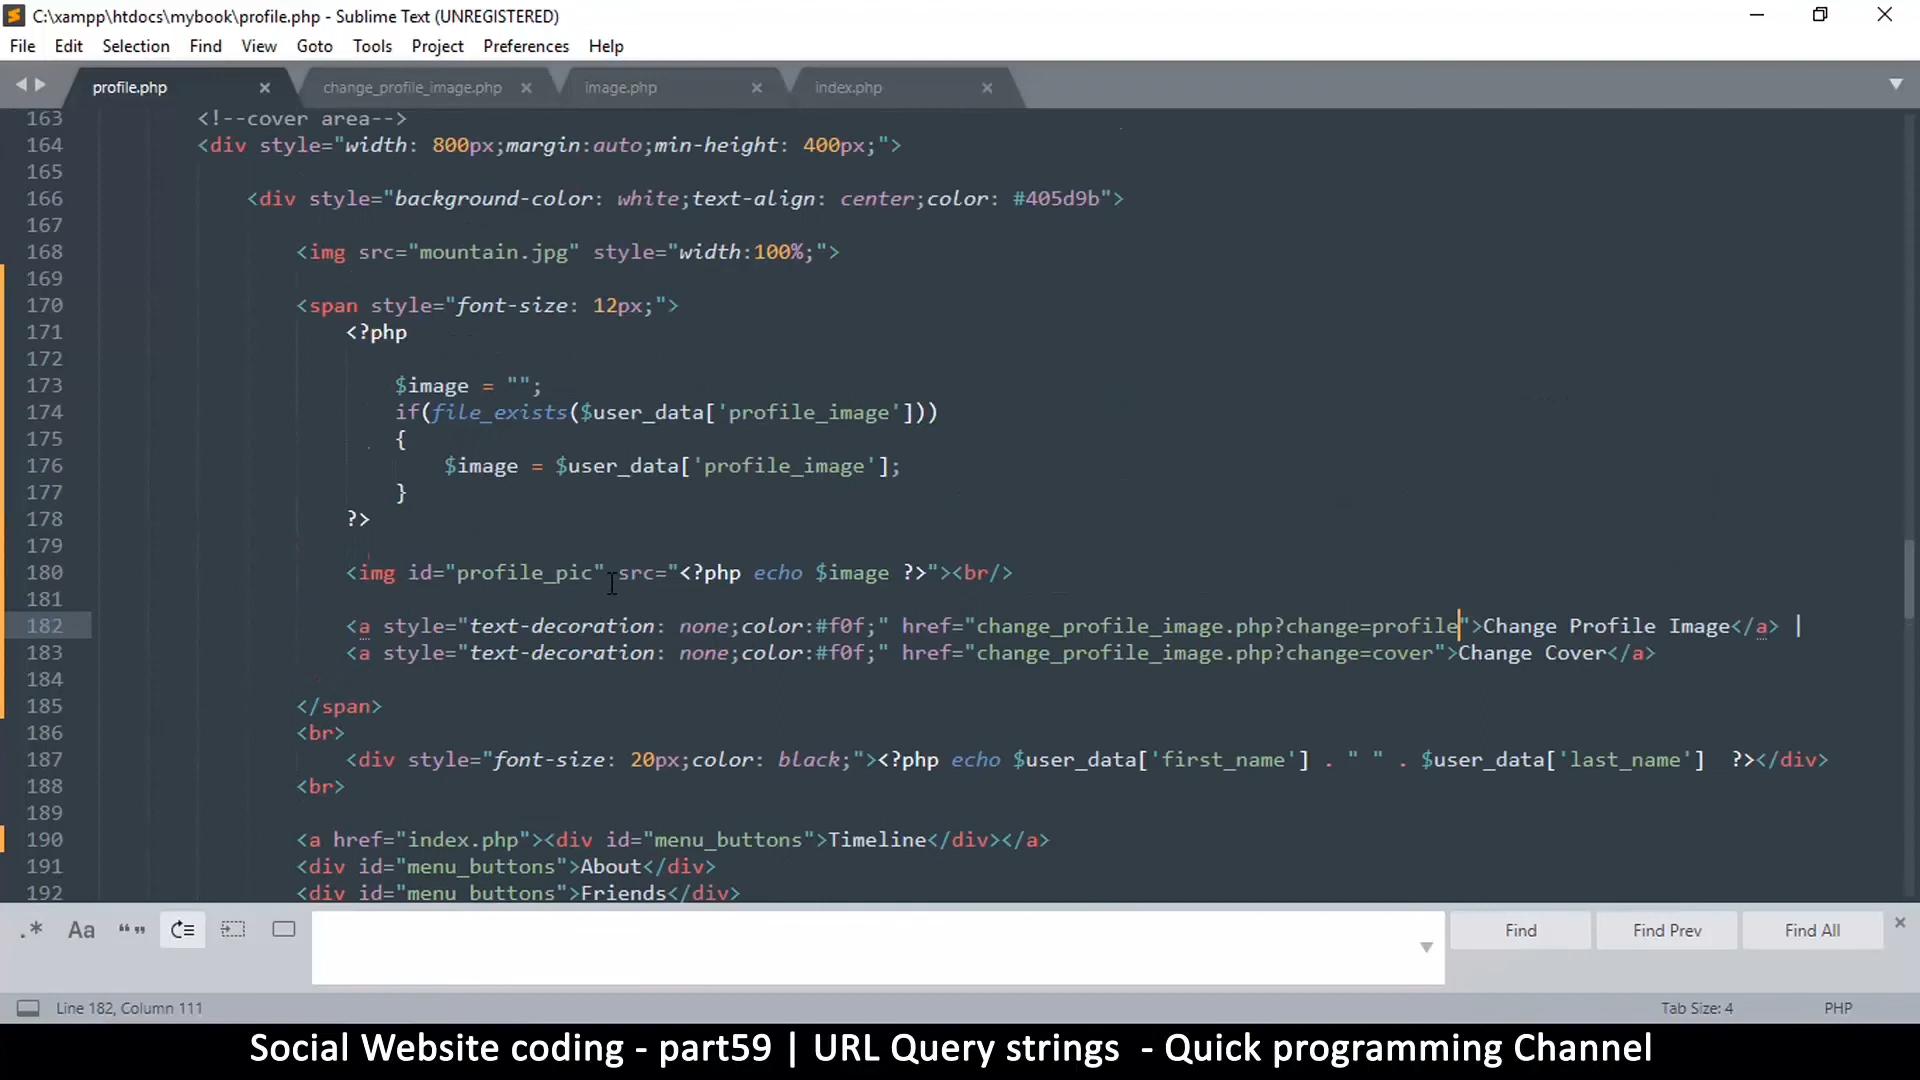 C:\xampp\htdocs\mybook\profile.php - Sublime Text (UNREGISTERED)
File Edit Selection Find View Goto Tools Project Preferences Help
profile.php change_profile_image.php image.php index.php
163 <!--cover area-->
164 <div style="width: 800px;margin:auto;min-height: 400px;">
165
166 <div style="background-color: white;text-align: center;color: #405d9b">
167
168 <img src="mountain.jpg" style="width:100%;">
169
170 <span style="font-size: 12px;">
171 <?php
172
173 $image = "";
174 if(file_exists($user_data['profile_image']))
175 {
176 $image = $user_data['profile_image'];
177 }
178 ?>
179
180 <img id="profile_pic" src="<?php echo $image ?>"><br/>
181
182 <a style="text-decoration: none;color:#f0f;" href="change_profile_image.php?change=profile">Change Profile Image</a> |
183 <a style="text-decoration: none;color:#f0f;" href="change_profile_image.php?change=cover">Change Cover</a>
184
185 </span>
186 <br>
187 <div style="font-size: 20px;color: black;"><?php echo $user_data['first_name'] . " " . $user_data['last_name']  ?></div>
188 <br>
189
190 <a href="index.php"><div id="menu_buttons">Timeline</div></a>
191 <div id="menu_buttons">About</div>
192 <div id="menu_buttons">Friends</div>
.* Aa “ ” Find Find Prev Find All
Line 182, Column 111 Tab Size: 4 PHP
Social Website coding - part59 | URL Query strings - Quick programming Channel